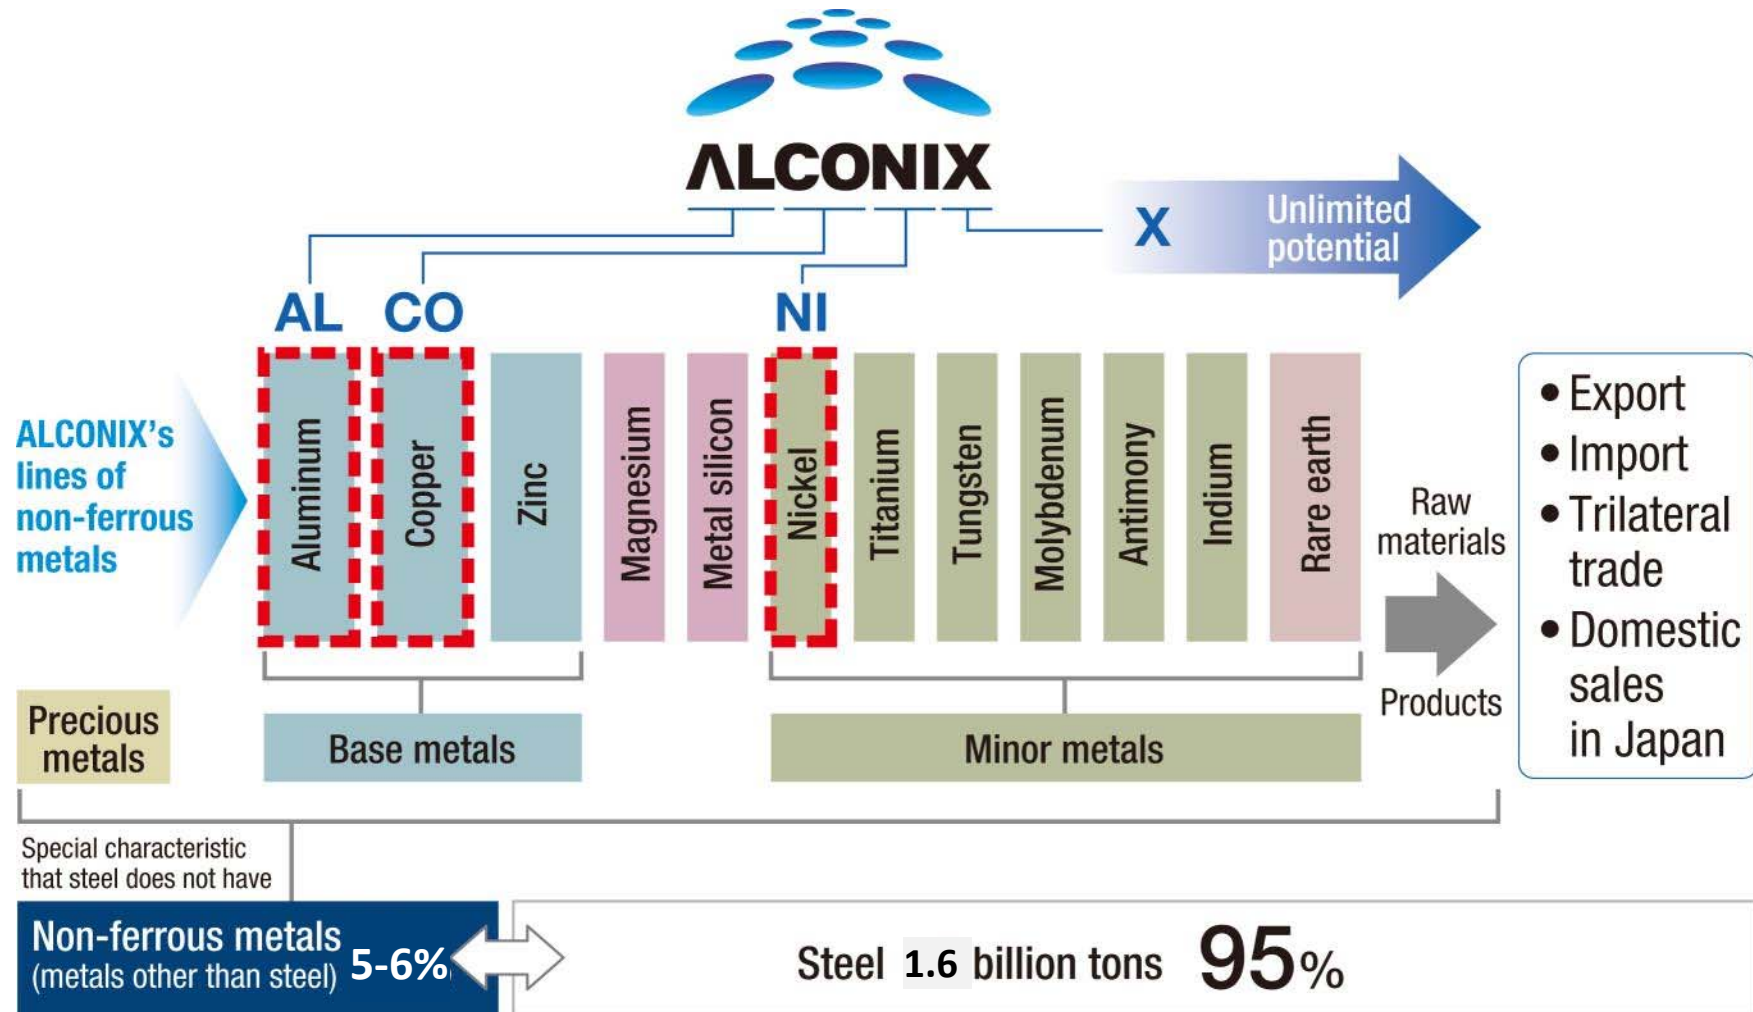 ALCONIX
X
Unlimited
potential
AL
CO
NI
ALCONIX's
lines of
non-ferrous
metals
Aluminum
Copper
Zinc
Magnesium
Metal silicon
Nickel
Titanium
Tungsten
Molybdenum
Antimony
Indium
Rare earth
Raw
materials
Products
• Export
• Import
• Trilateral
trade
• Domestic
sales
in Japan
Precious
metals
Base metals
Minor metals
Special characteristic
that steel does not have
Non-ferrous metals
(metals other than steel) 5-6%
Steel 1.6 billion tons 95%